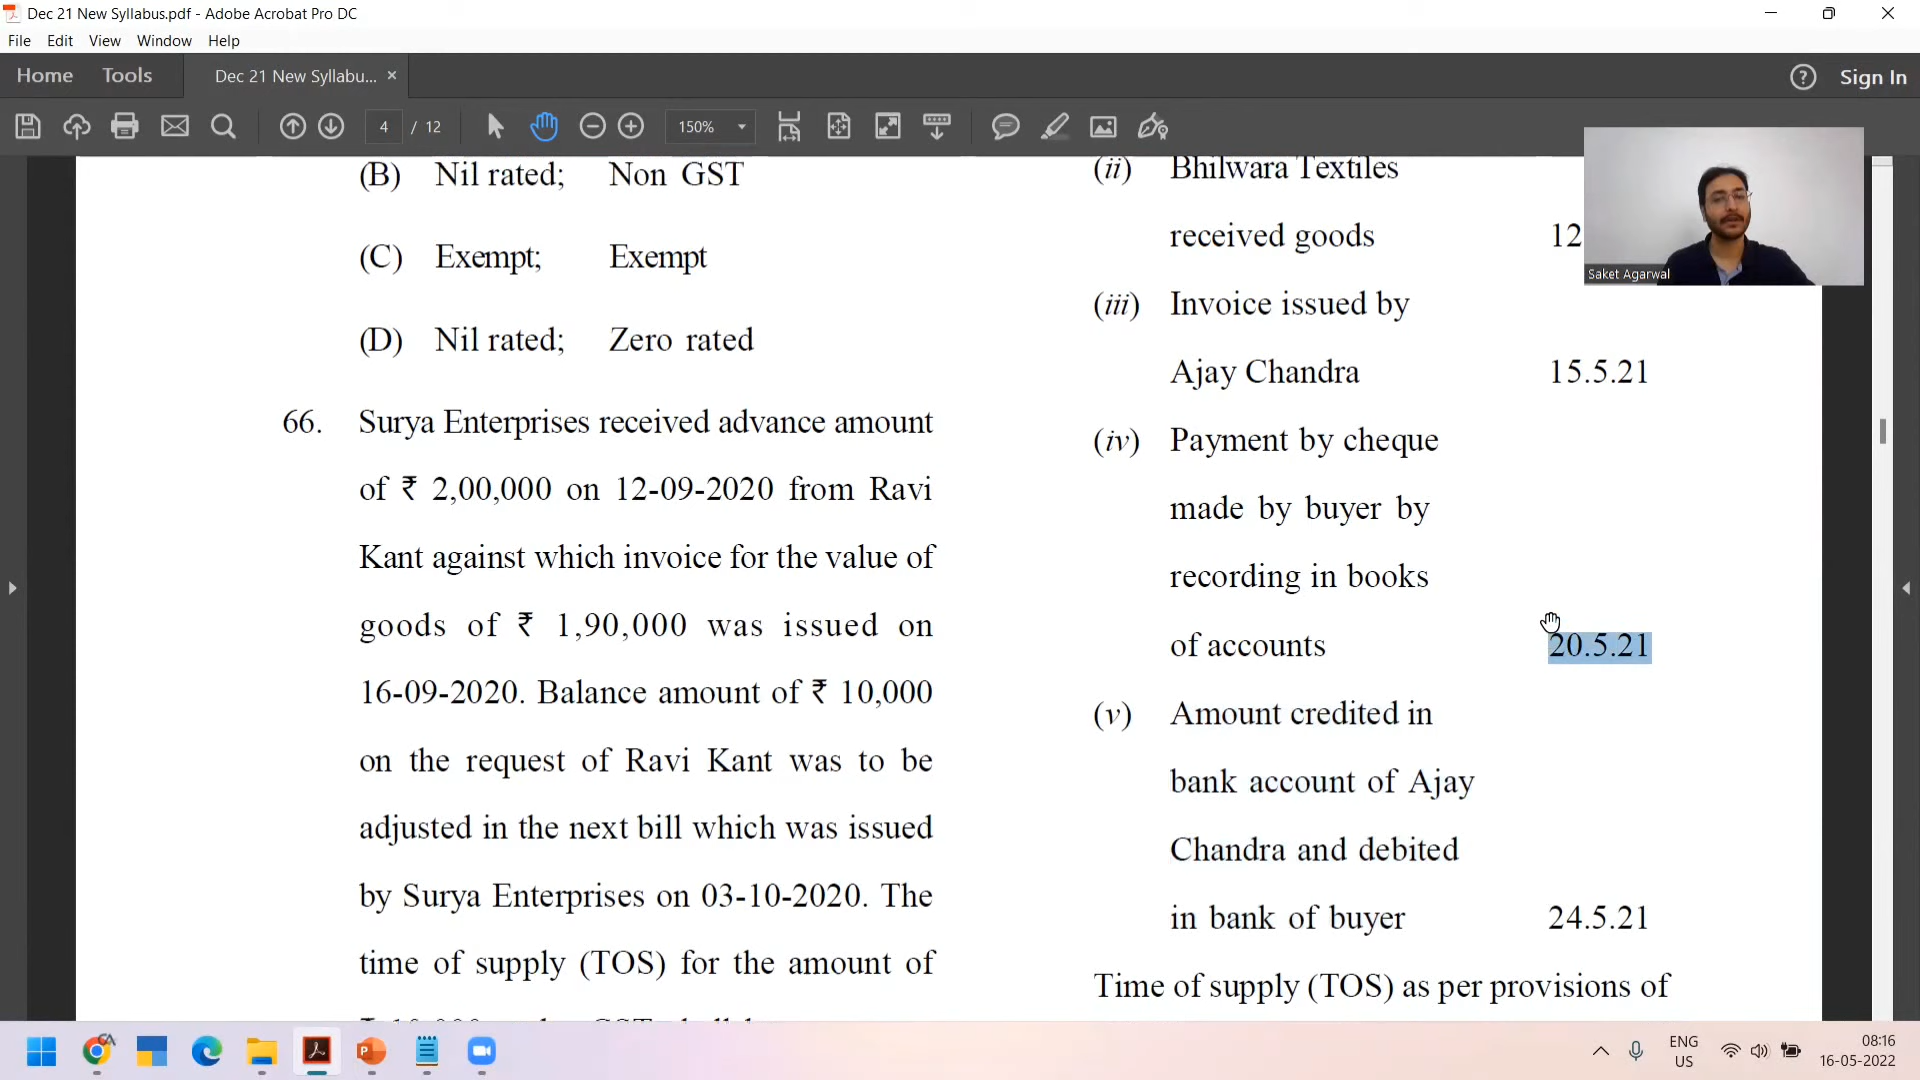 Dec 21 New Syllabus.pdf - Adobe Acrobat Pro DC
File Edit View Window Help
Home Tools Dec 21 New Syllabu... × ? Sign In
4 / 12 150%
(B) Nil rated; Non GST
(C) Exempt; Exempt
(D) Nil rated; Zero rated
66. Surya Enterprises received advance amount
of ₹ 2,00,000 on 12-09-2020 from Ravi
Kant against which invoice for the value of
goods of ₹ 1,90,000 was issued on
16-09-2020. Balance amount of ₹ 10,000
on the request of Ravi Kant was to be
adjusted in the next bill which was issued
by Surya Enterprises on 03-10-2020. The
time of supply (TOS) for the amount of
(ii) Bhilwara Textiles
received goods 12
(iii) Invoice issued by
Ajay Chandra 15.5.21
(iv) Payment by cheque
made by buyer by
recording in books
of accounts 20.5.21
(v) Amount credited in
bank account of Ajay
Chandra and debited
in bank of buyer 24.5.21
Time of supply (TOS) as per provisions of
Saket Agarwal
ENG
US
08:16
16-05-2022